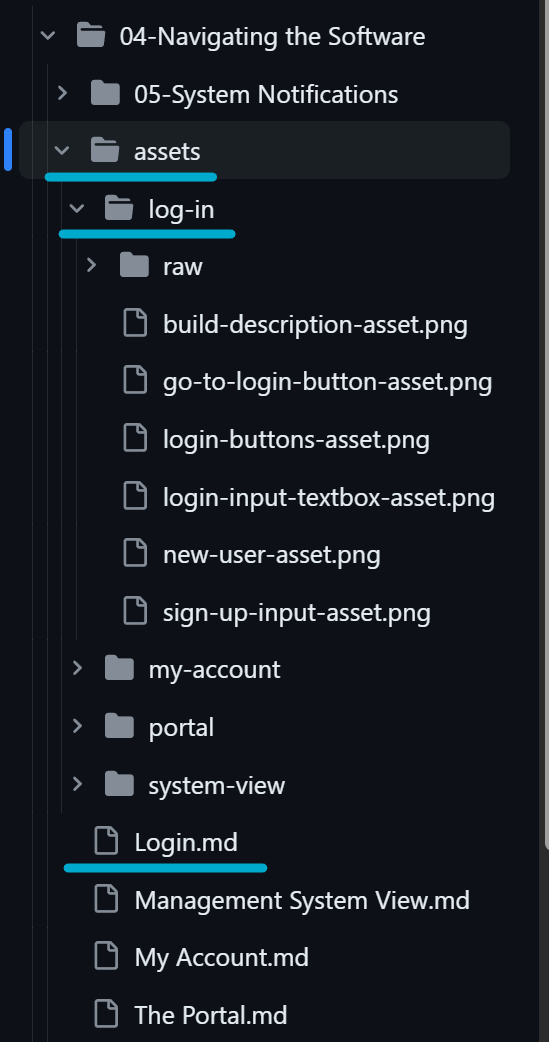 04-Navigating the Software
05-System Notifications
assets
log-in
raw
build-description-asset.png
go-to-login-button-asset.png
login-buttons-asset.png
login-input-textbox-asset.png
new-user-asset.png
sign-up-input-asset.png
my-account
portal
system-view
Login.md
Management System View.md
My Account.md
The Portal.md